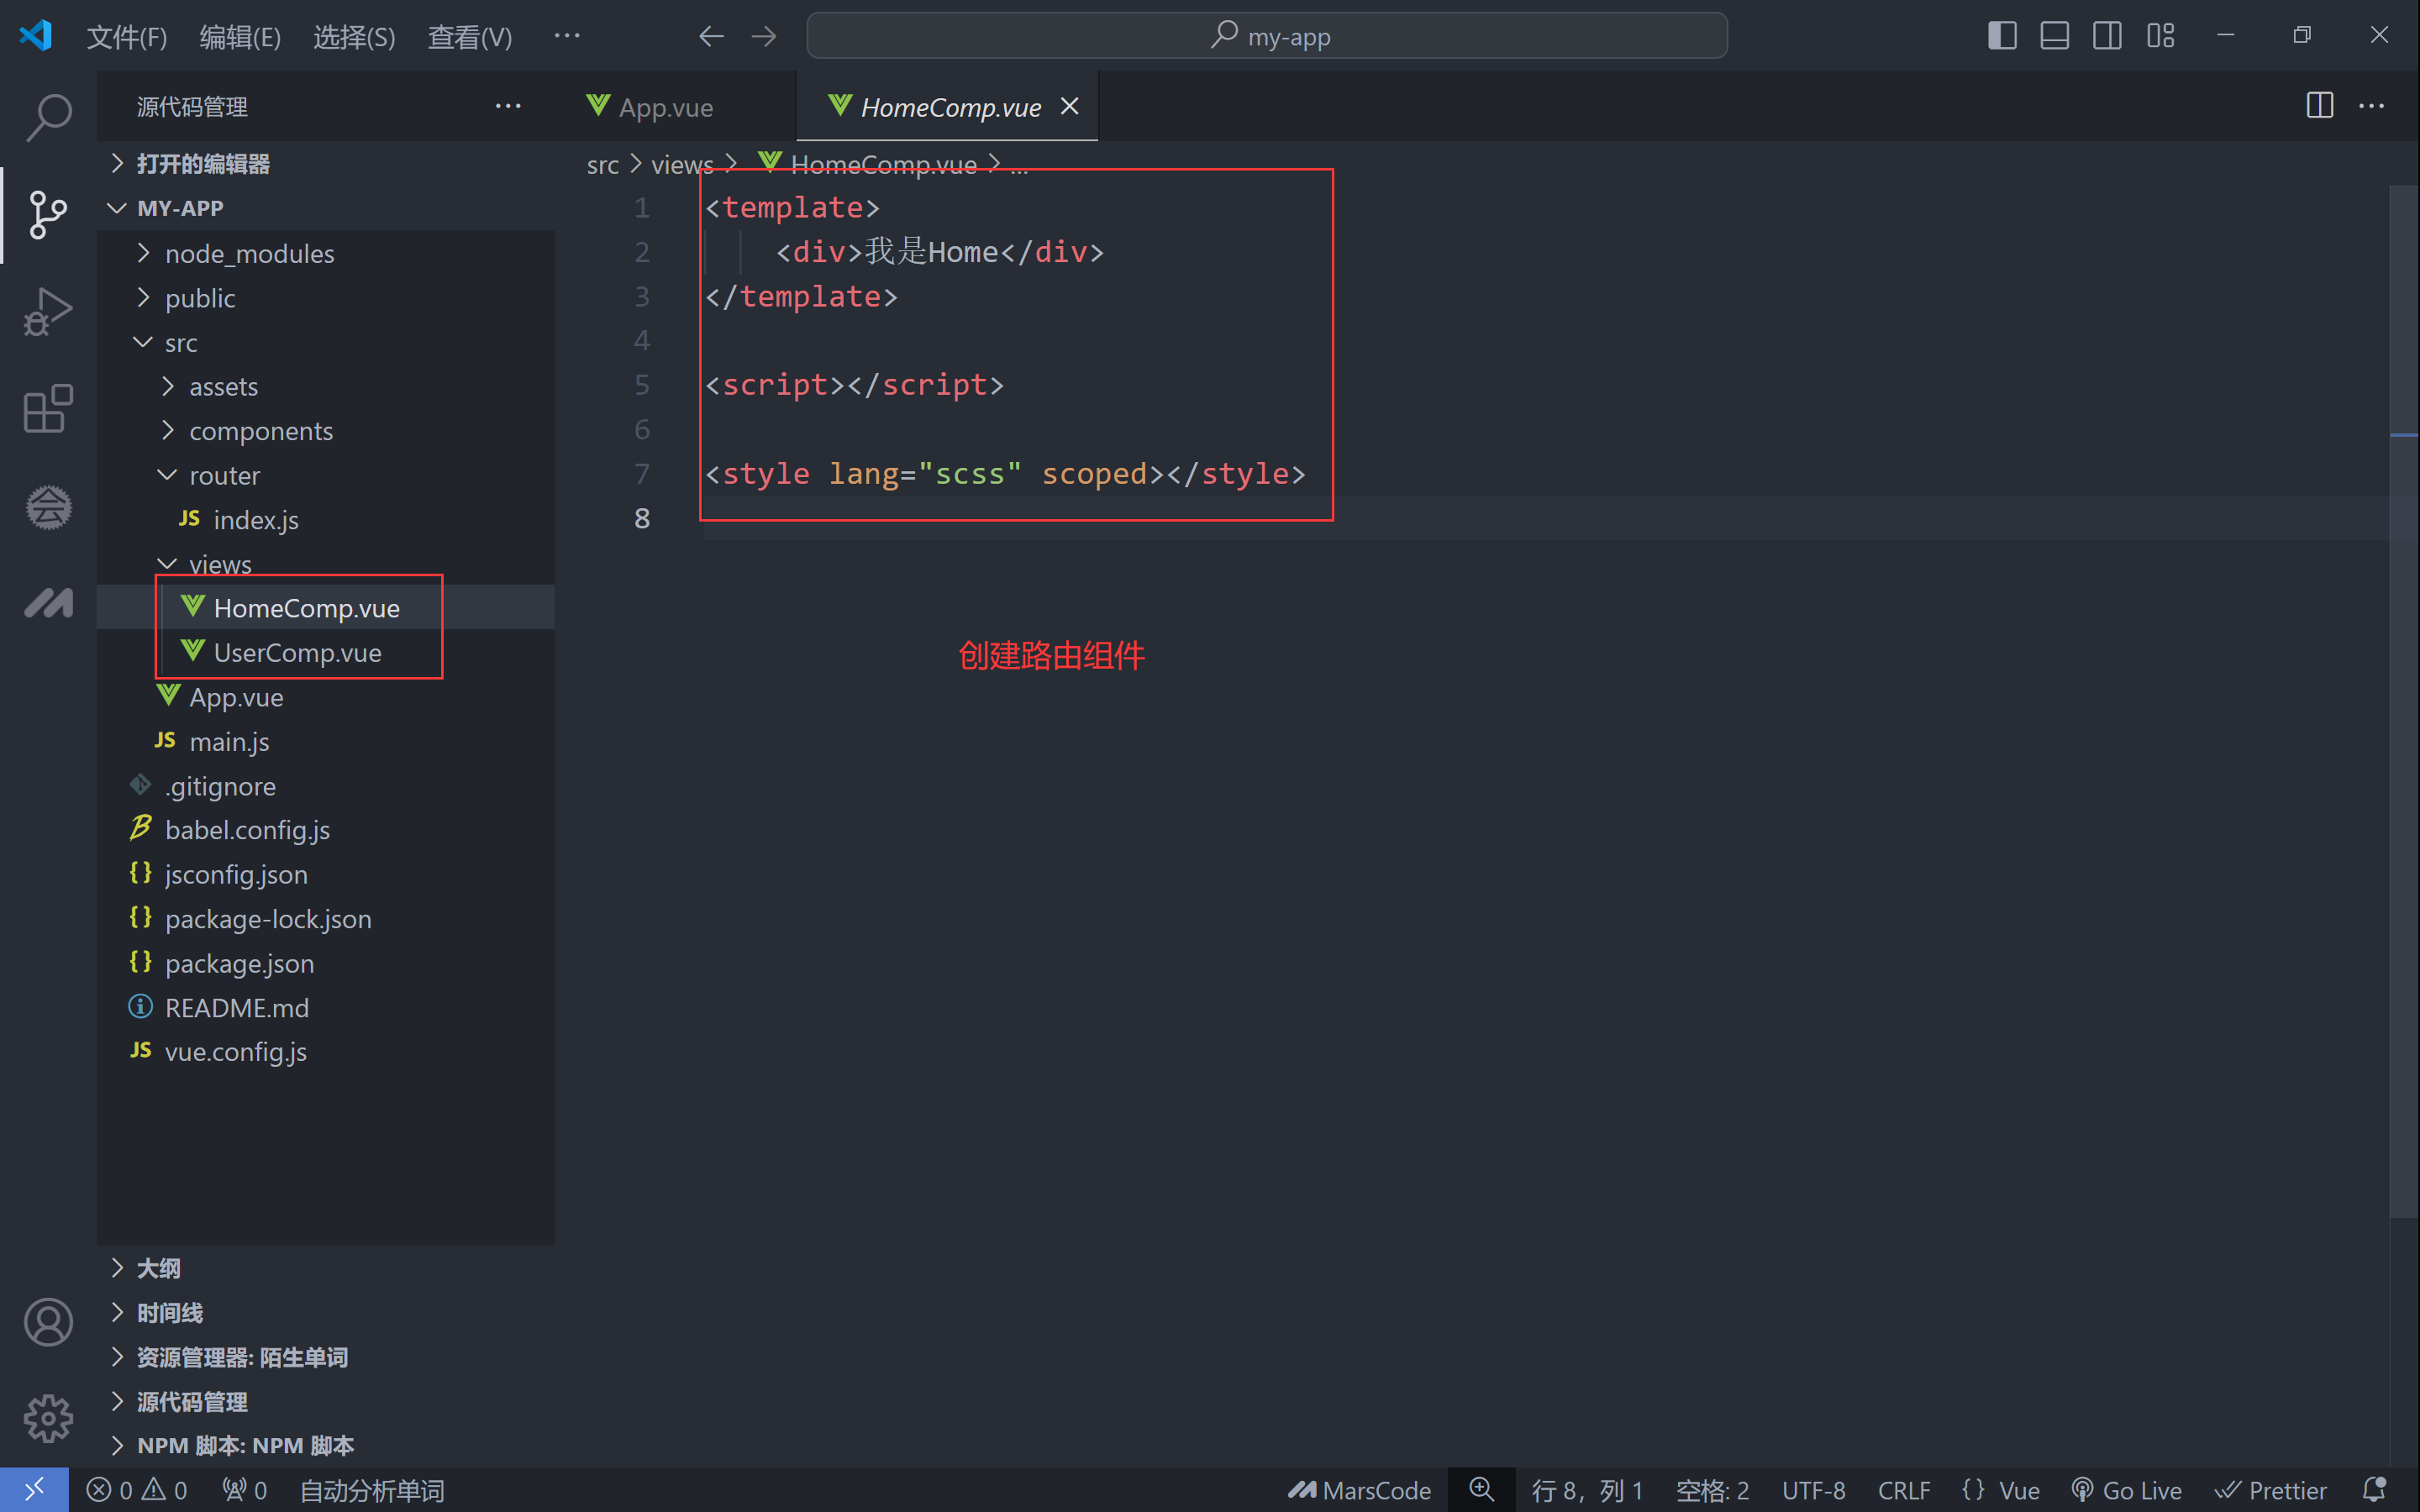 文件(F) 编辑(E) 选择(S) 查看(V) ··· my-app
源代码管理 ···
App.vue HomeComp.vue
打开的编辑器
MY-APP
node_modules
public
src
assets
components
router
JS index.js
views
HomeComp.vue
UserComp.vue
App.vue
JS main.js
.gitignore
babel.config.js
{} jsconfig.json
{} package-lock.json
{} package.json
README.md
JS vue.config.js
大纲
时间线
资源管理器: 陌生单词
源代码管理
NPM 脚本: NPM 脚本
src > views > HomeComp.vue > ...
1 <template>
2 <div>我是Home</div>
3 </template>
4
5 <script></script>
6
7 <style lang="scss" scoped></style>
8
创建路由组件
0 0 0 自动分析单词 MarsCode 行 8，列 1 空格: 2 UTF-8 CRLF {} Vue Go Live Prettier